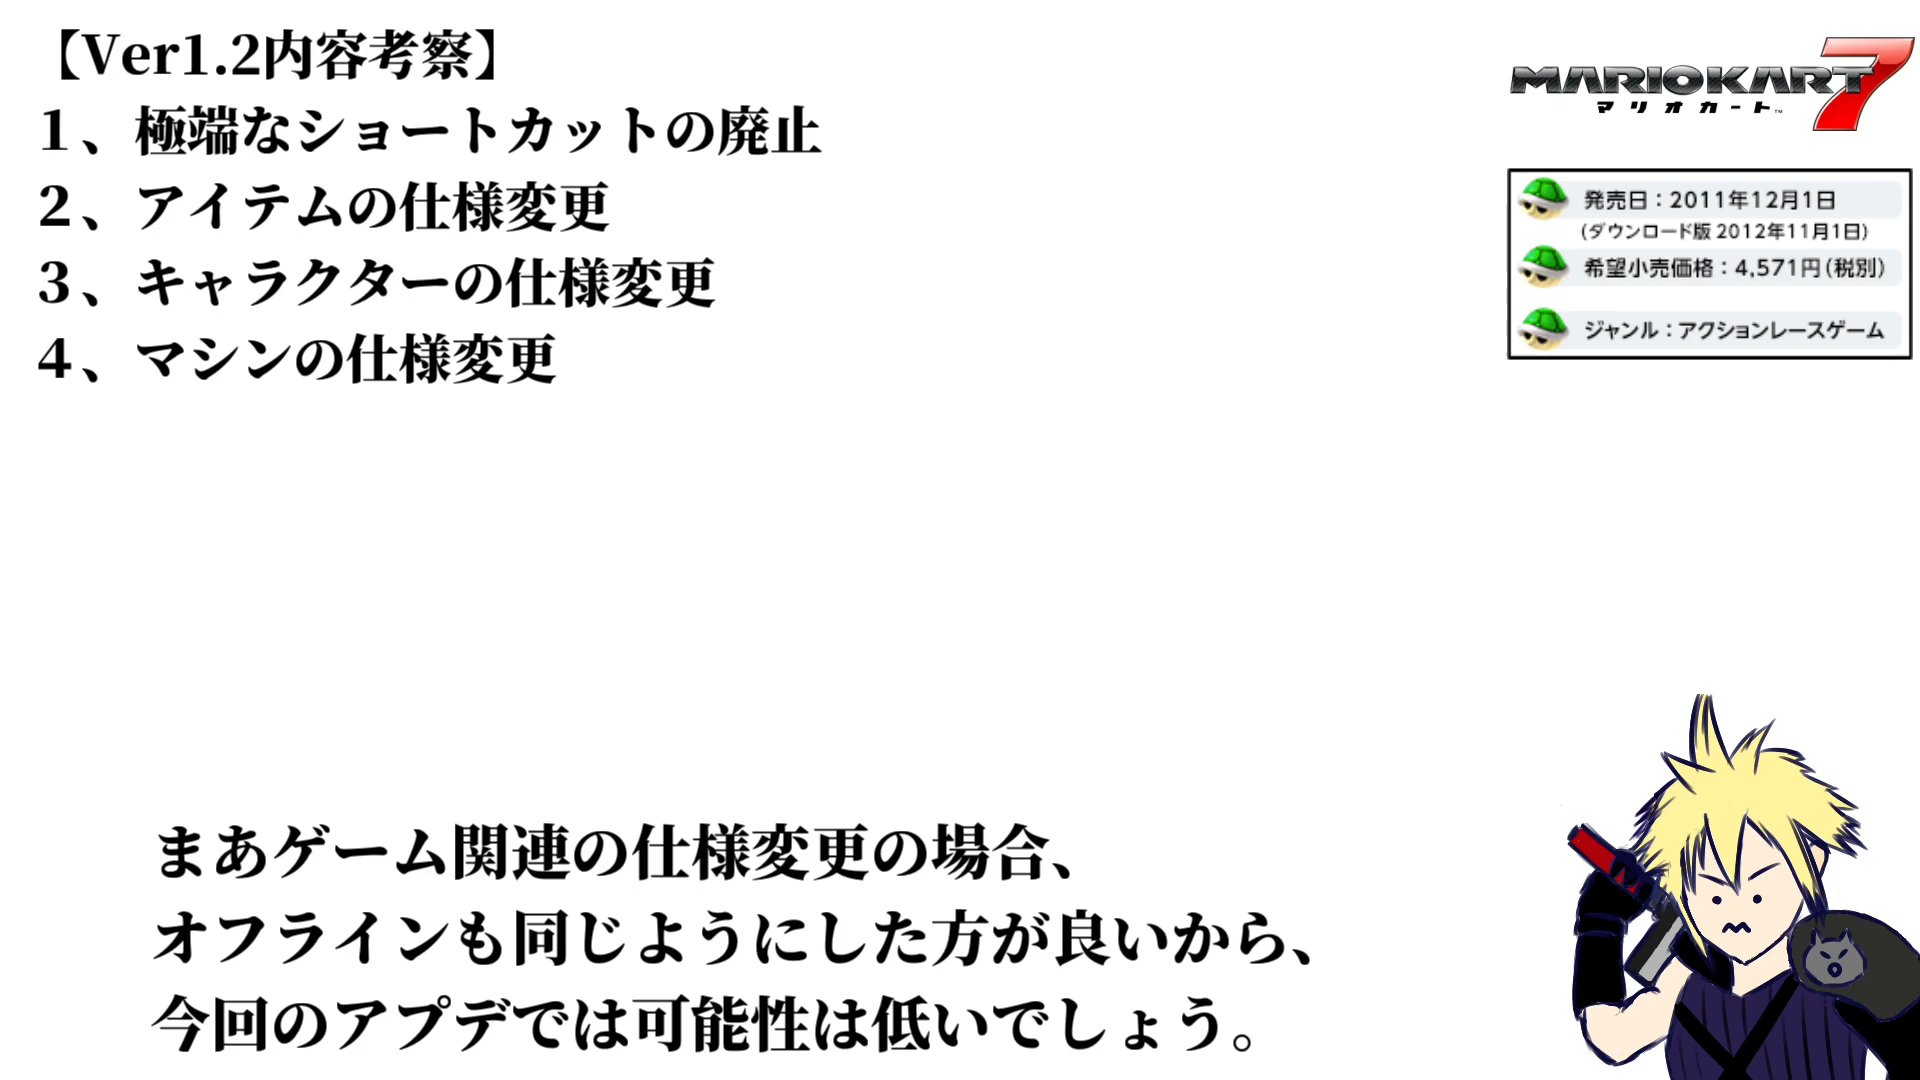 【Ver1.2内容考察】
１、極端なショートカットの廃止
２、アイテムの仕様変更
３、キャラクターの仕様変更
４、マシンの仕様変更
MARIOKART7
マリオカート™
発売日：2011年12月1日
(ダウンロード版 2012年11月1日)
希望小売価格：4,571円(税別)
ジャンル：アクションレースゲーム
まあゲーム関連の仕様変更の場合、
オフラインも同じようにした方が良いから、
今回のアプデでは可能性は低いでしょう。